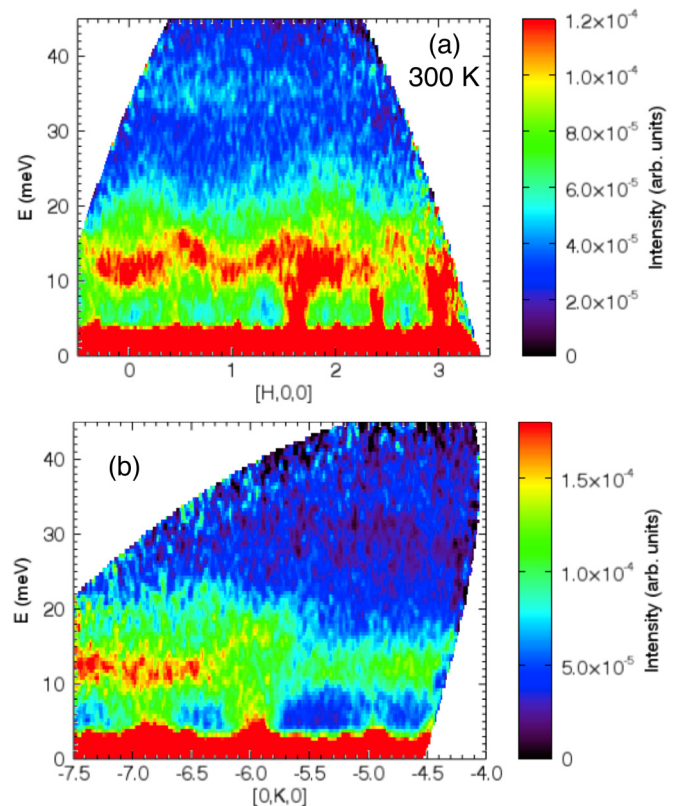 (a)
300 K
40
30
20
10
0
E (meV)
0 1 2 3
[H,0,0]
1.2×10⁻⁴
1.0×10⁻⁴
8.0×10⁻⁵
6.0×10⁻⁵
4.0×10⁻⁵
2.0×10⁻⁵
0
Intensity (arb. units)
(b)
40
30
20
10
0
E (meV)
-7.5 -7.0 -6.5 -6.0 -5.5 -5.0 -4.5 -4.0
[0,K,0]
1.5×10⁻⁴
1.0×10⁻⁴
5.0×10⁻⁵
0
Intensity (arb. units)